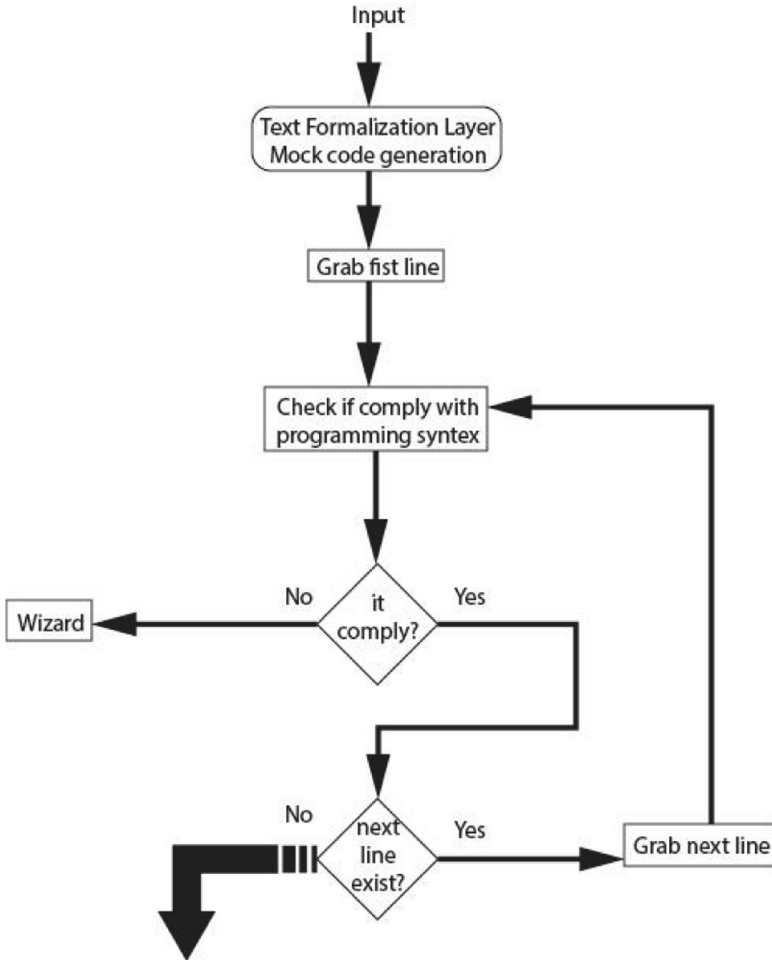 Input
Text Formalization Layer
Mock code generation
Grab fist line
Check if comply with
programming syntex
No
Yes
it
comply?
Wizard
No
Yes
next
line
exist?
Grab next line